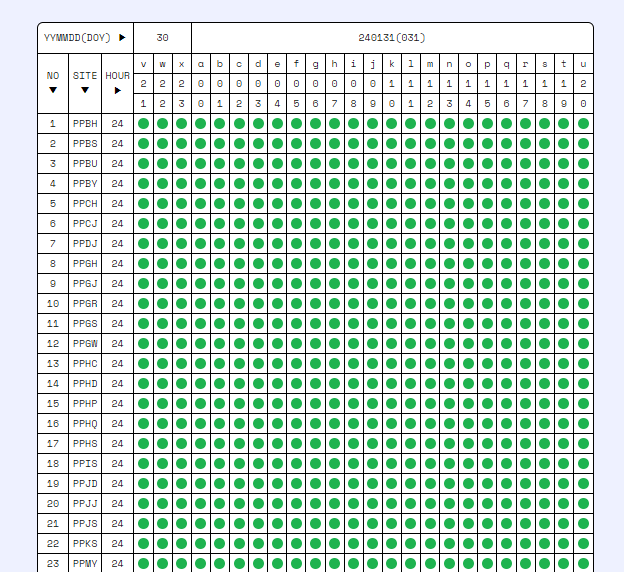 YYMMDD(DOY) ▶ 30 240131(031)
v w x a b c d e f g h i j k l m n o p q r s t u
NO SITE HOUR 2 2 2 0 0 0 0 0 0 0 0 0 0 1 1 1 1 1 1 1 1 1 1 2
▼ ▼ ▶ 1 2 3 0 1 2 3 4 5 6 7 8 9 0 1 2 3 4 5 6 7 8 9 0
1 PPBH 24
2 PPBS 24
3 PPBU 24
4 PPBY 24
5 PPCH 24
6 PPCJ 24
7 PPDJ 24
8 PPGH 24
9 PPGJ 24
10 PPGR 24
11 PPGS 24
12 PPGW 24
13 PPHC 24
14 PPHD 24
15 PPHP 24
16 PPHQ 24
17 PPHS 24
18 PPIS 24
19 PPJD 24
20 PPJJ 24
21 PPJS 24
22 PPKS 24
23 PPMY 24